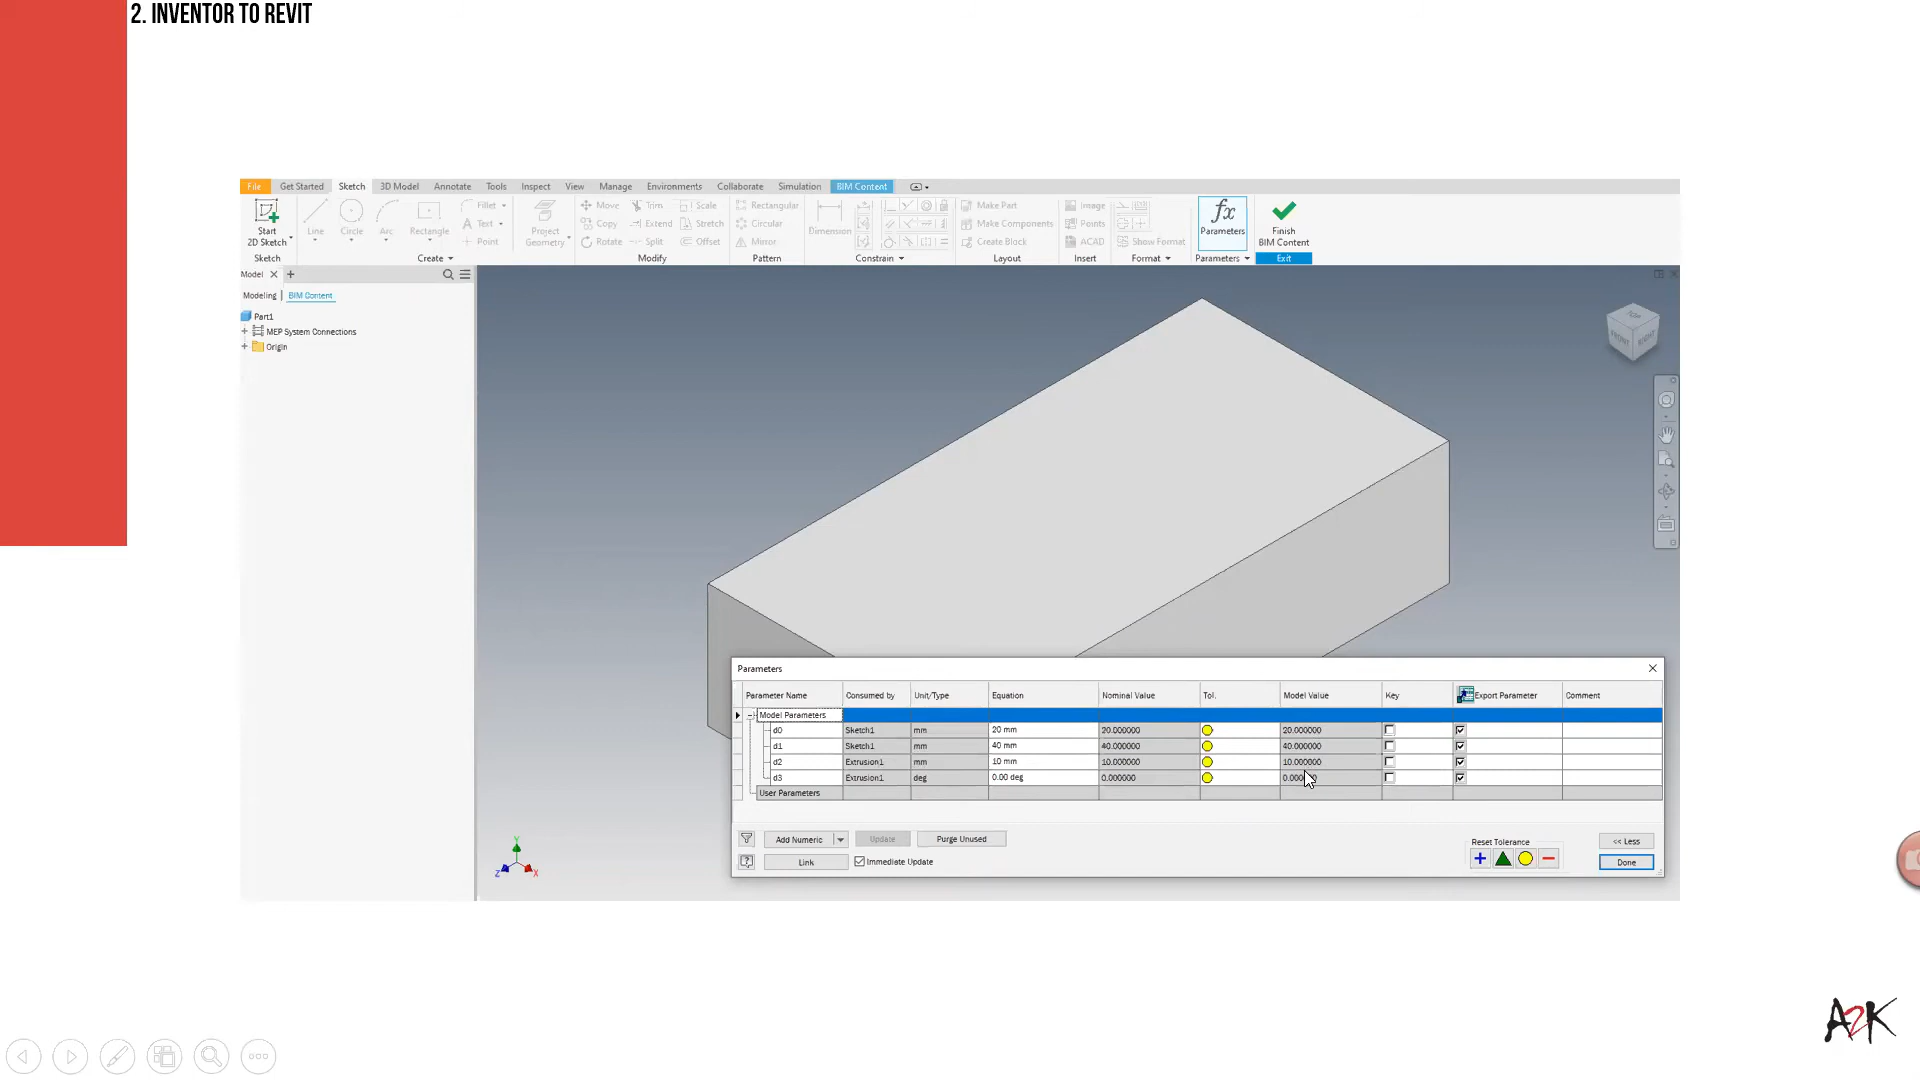 2. INVENTOR TO REVIT
File Get Started Sketch 3D Model Annotate Tools Inspect View Manage Environments Collaborate Simulation BIM Content
Start
2D Sketch
Line Circle Arc Rectangle
Fillet
Text
Point
Project
Geometry
Move Trim Scale
Copy Extend Stretch
Rotate Split Offset
Rectangular
Circular
Mirror
Dimension
Make Part
Make Components
Create Block
Image
Points
ACAD
Show Format
fx
Parameters
Finish
BIM Content
Sketch Create Modify Pattern Constrain Layout Insert Format Parameters Exit
Model
Modeling | BIM Content
Part1
MEP System Connections
Origin
TOP
FRONT
RIGHT
Parameters
Parameter Name Consumed by Unit/Type Equation Nominal Value Tol. Model Value Key Export Parameter Comment
Model Parameters
d0 Sketch1 mm 20 mm 20.000000 20.000000
d1 Sketch1 mm 40 mm 40.000000 40.000000
d2 Extrusion1 mm 10 mm 10.000000 10.000000
d3 Extrusion1 deg 0.00 deg 0.000000 0.000000
User Parameters
Add Numeric Update Purge Unused
Reset Tolerance
<< Less
Link Immediate Update
Done
Y
Z
X
A2K